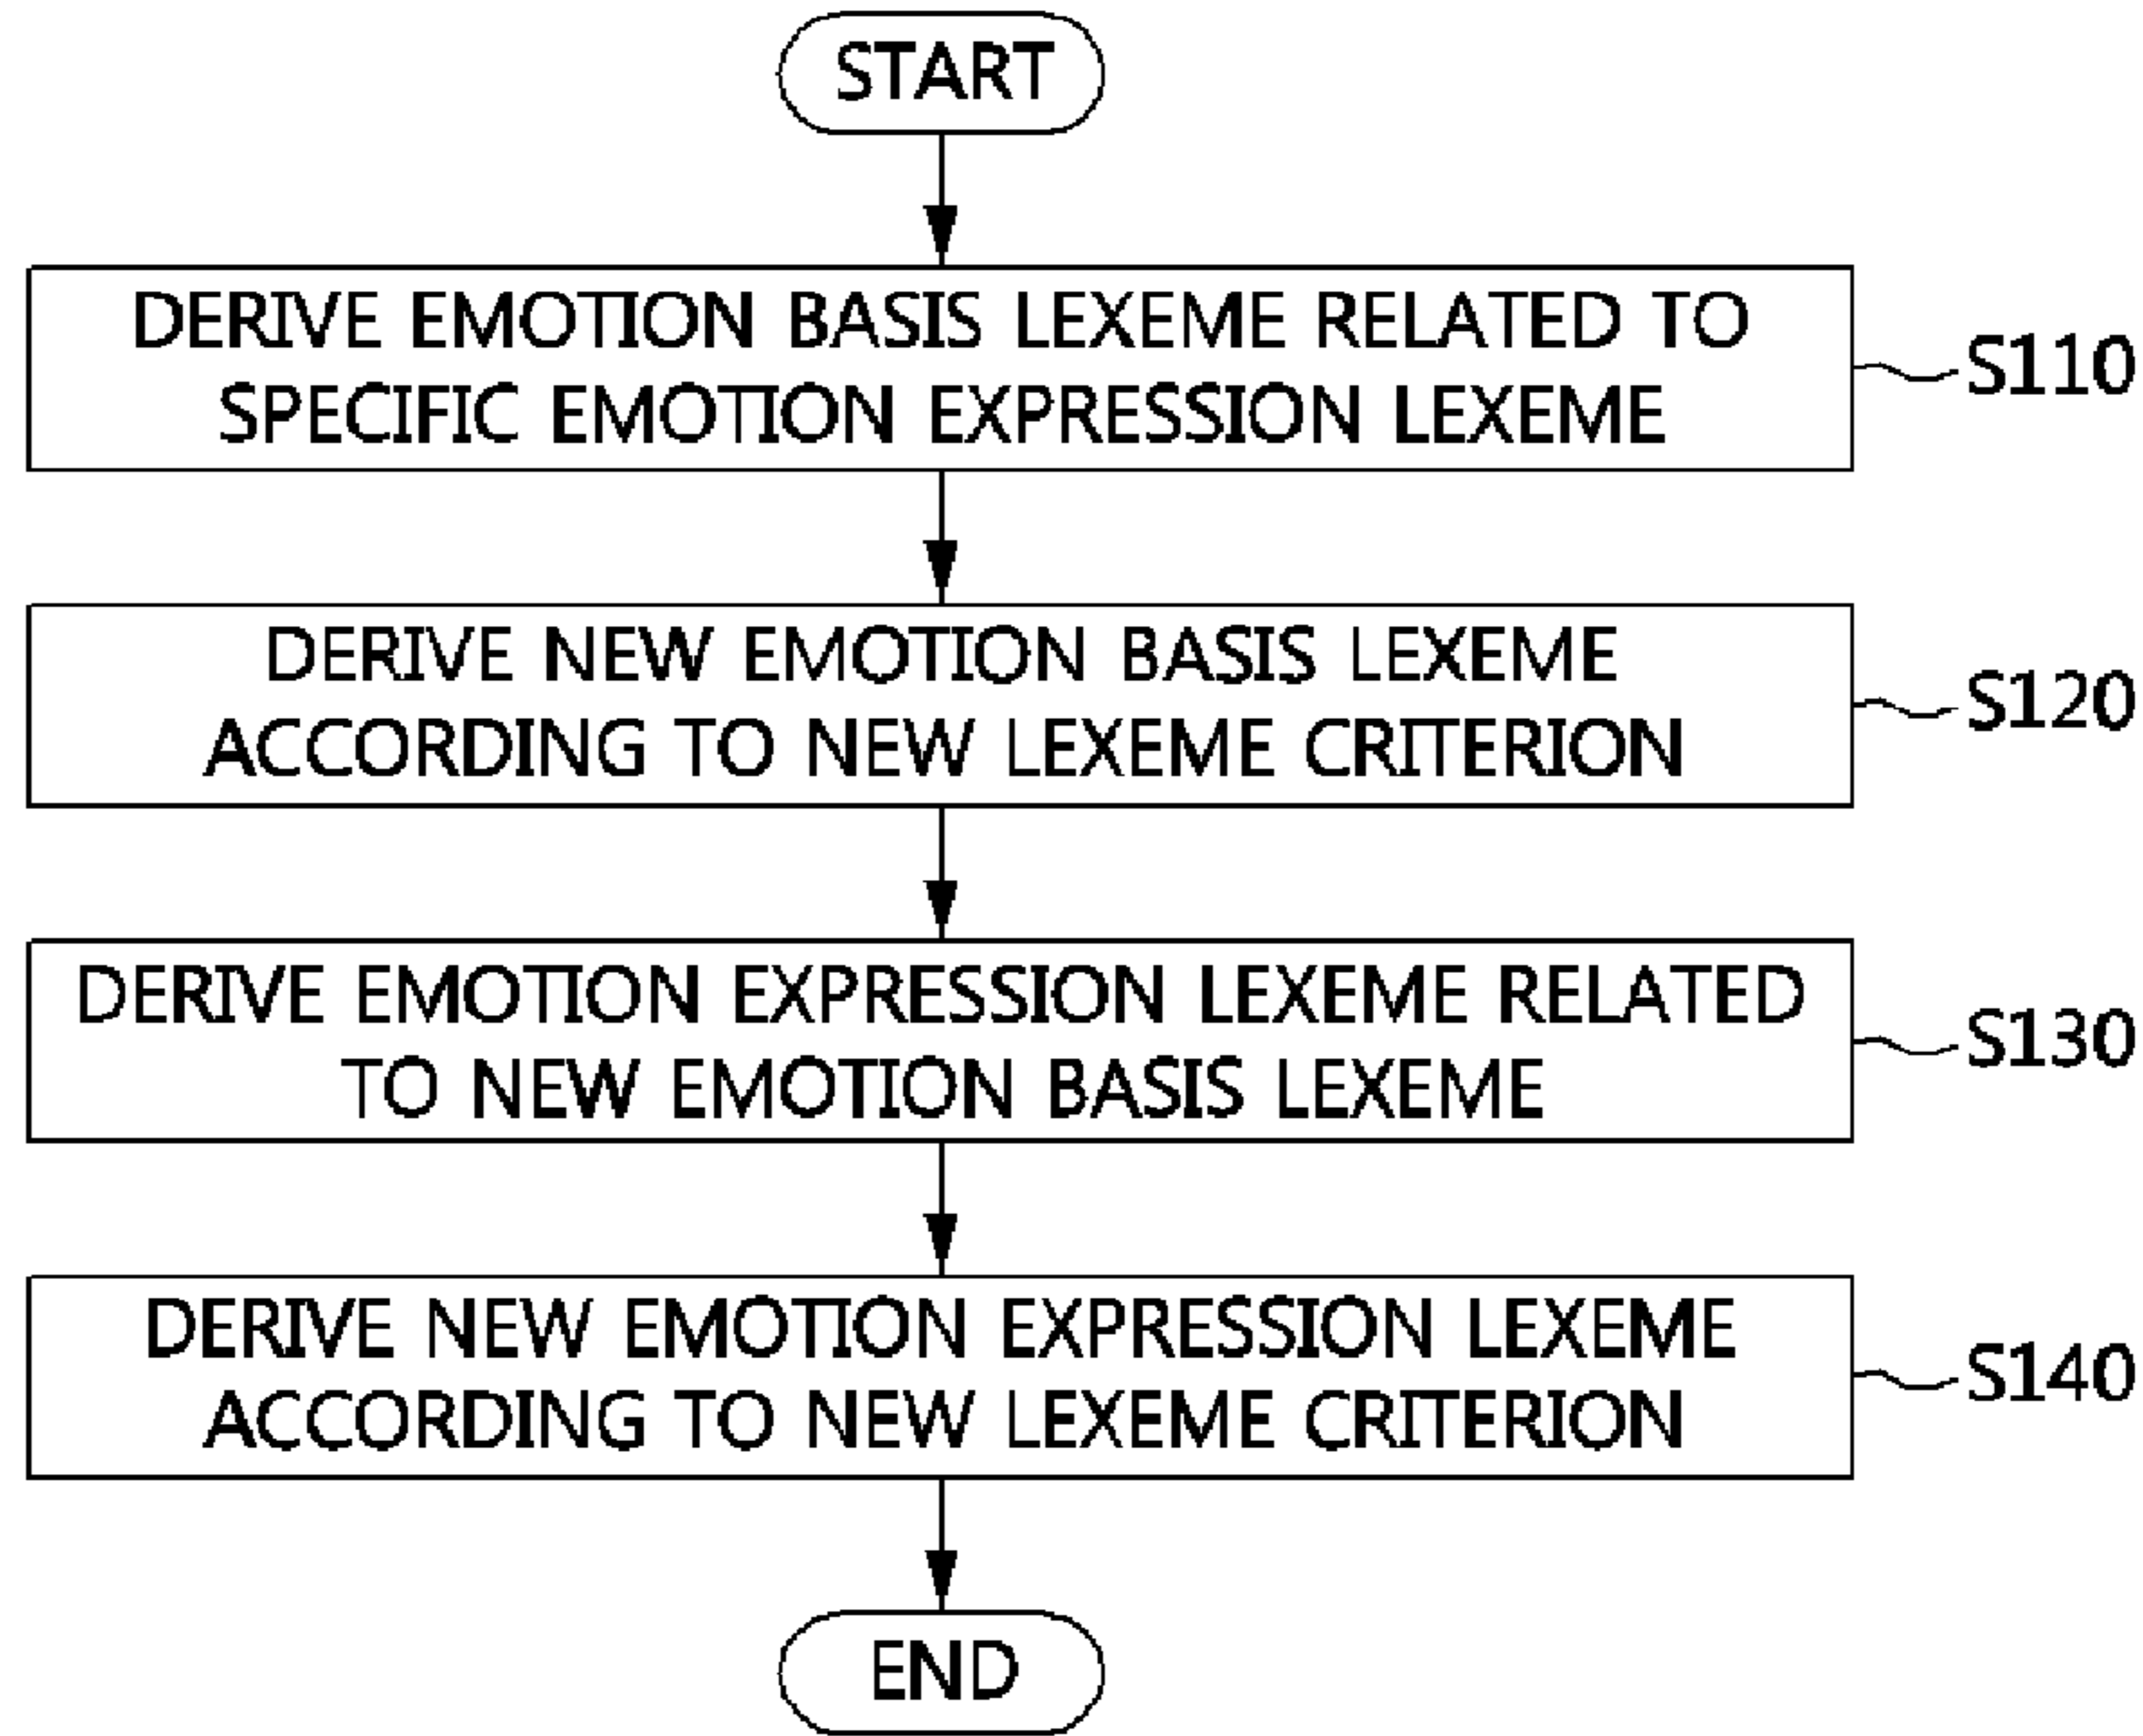 START
DERIVE EMOTION BASIS LEXEME RELATED TO
SPECIFIC EMOTION EXPRESSION LEXEME
S110
DERIVE NEW EMOTION BASIS LEXEME
ACCORDING TO NEW LEXEME CRITERION
S120
DERIVE EMOTION EXPRESSION LEXEME RELATED
TO NEW EMOTION BASIS LEXEME
S130
DERIVE NEW EMOTION EXPRESSION LEXEME
ACCORDING TO NEW LEXEME CRITERION
S140
END